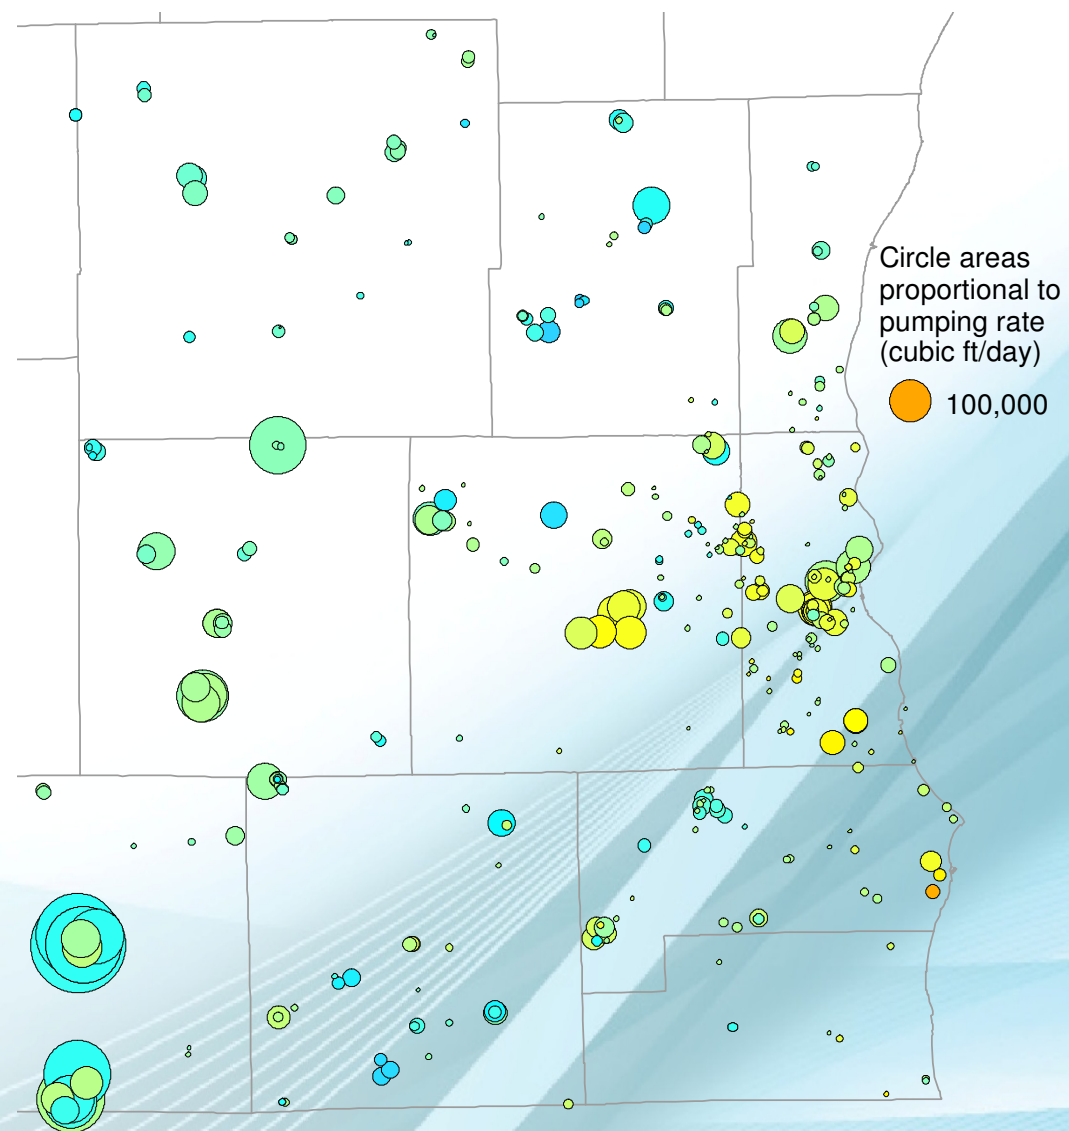 Circle areas
proportional to
pumping rate
(cubic ft/day)
100,000